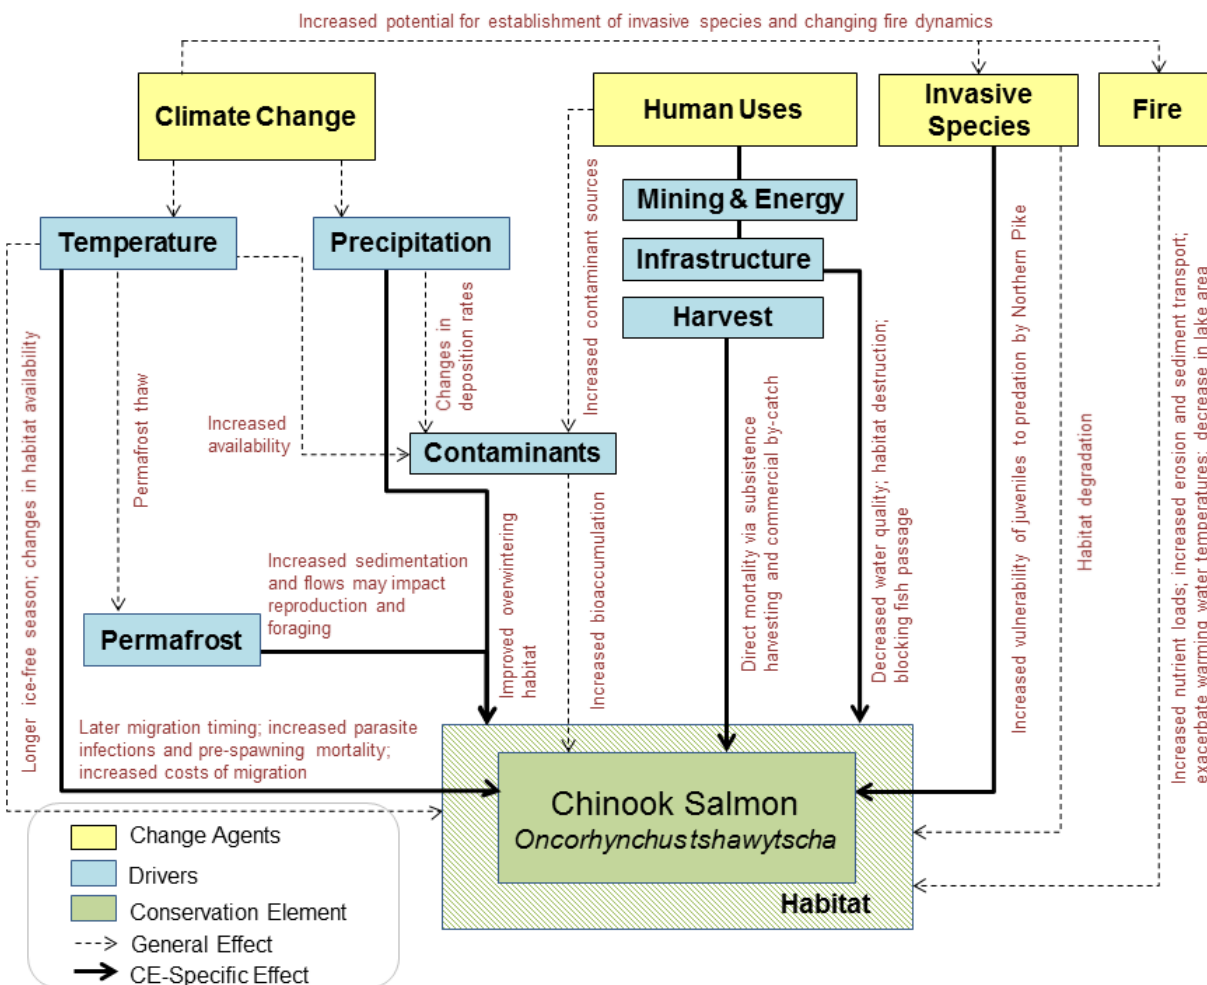 Increased potential for establishment of invasive species and changing fire dynamics
Climate Change
Human Uses
Invasive
Species
Fire
Mining & Energy
Temperature
Precipitation
Infrastructure
Harvest
Increased contaminant sources
Changes in
deposition rates
Increased
availability
Contaminants
Permafrost thaw
Longer ice-free season; changes in habitat availability
Increased sedimentation
and flows may impact
reproduction and
foraging
Permafrost
Improved overwintering
habitat
Increased bioaccumulation
Direct mortality via subsistence
harvesting and commercial by-catch
Decreased water quality; habitat destruction;
blocking fish passage
Increased vulnerability of juveniles to predation by Northern Pike
Habitat degradation
Increased nutrient loads; increased erosion and sediment transport;
exacerbate warming water temperatures; decrease in lake area
Later migration timing; increased parasite
infections and pre-spawning mortality;
increased costs of migration
Chinook Salmon
Oncorhynchus tshawytscha
Habitat
Change Agents
Drivers
Conservation Element
General Effect
CE-Specific Effect